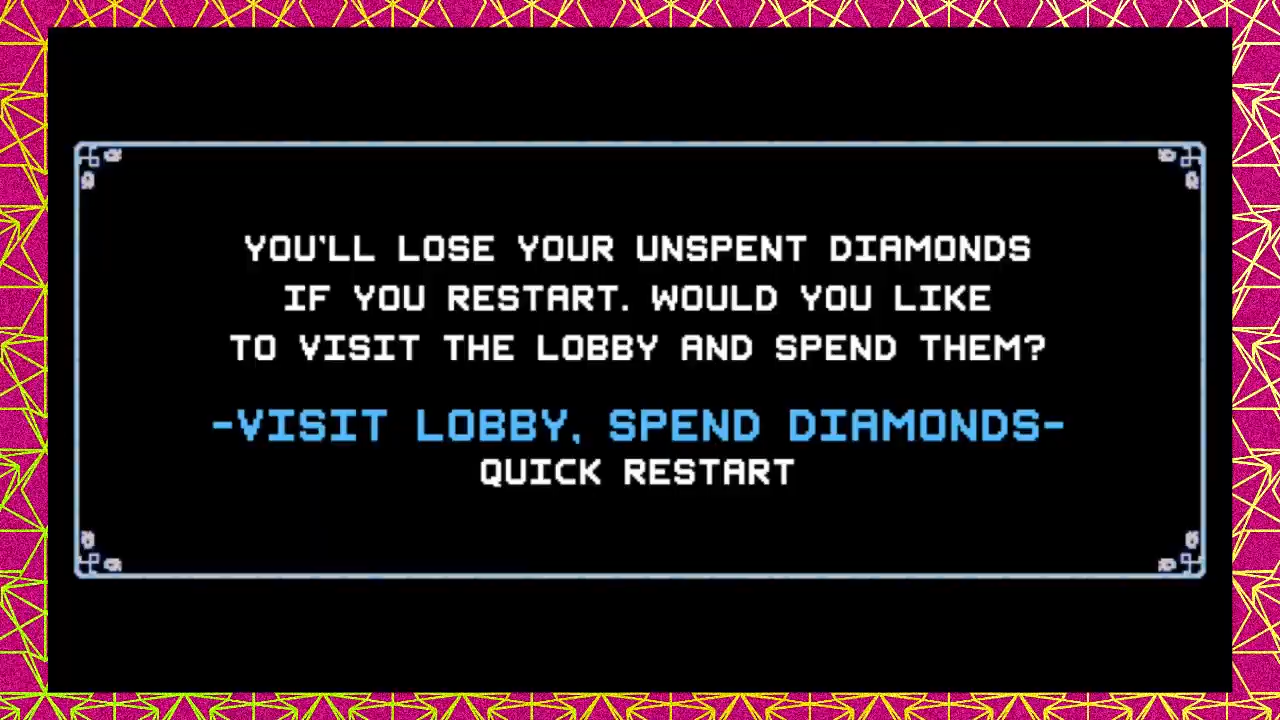 YOU'LL LOSE YOUR UNSPENT DIAMONDS
IF YOU RESTART. WOULD YOU LIKE
TO VISIT THE LOBBY AND SPEND THEM?
-VISIT LOBBY, SPEND DIAMONDS-
QUICK RESTART